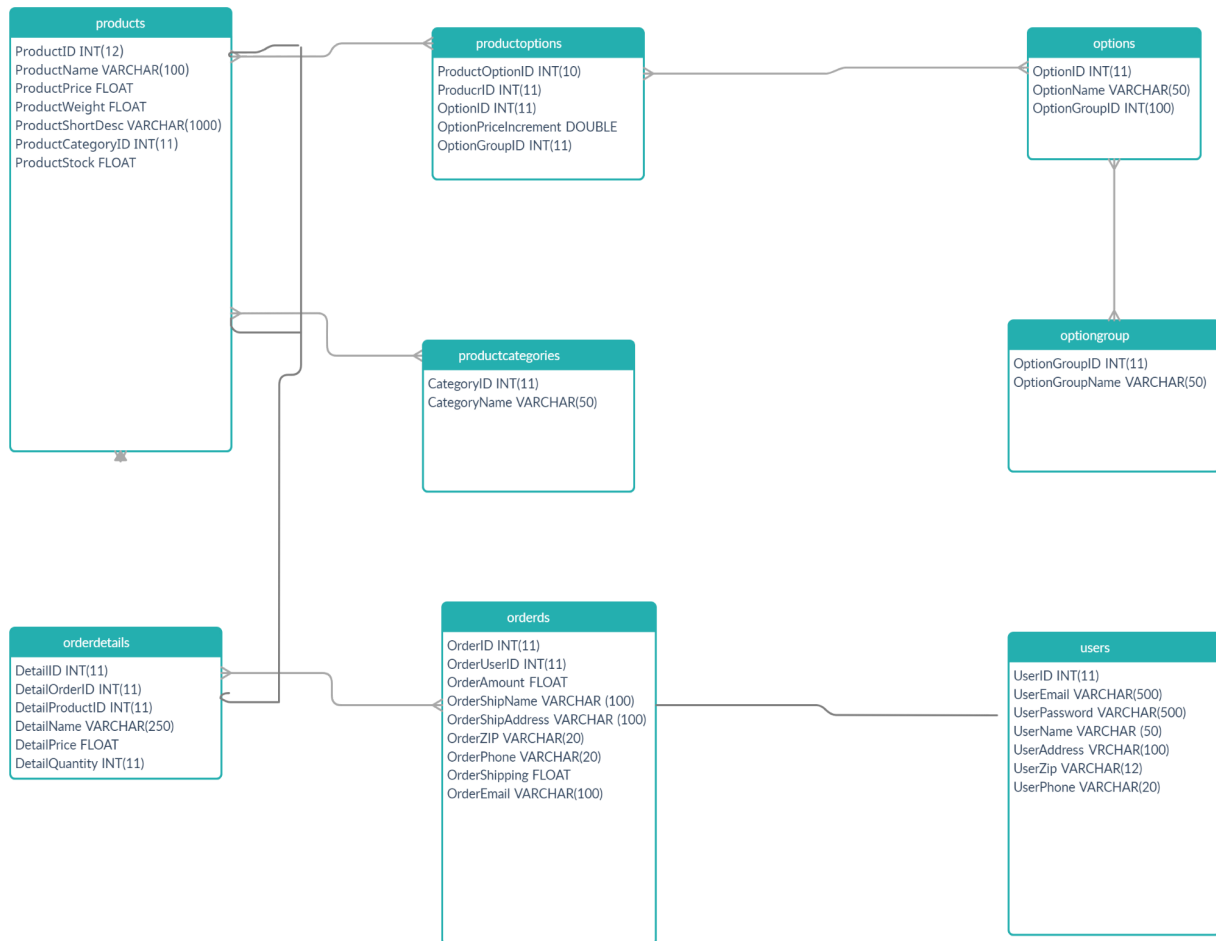 products
ProductID INT(12)
ProductName VARCHAR(100)
ProductPrice FLOAT
ProductWeight FLOAT
ProductShortDesc VARCHAR(1000)
ProductCategoryID INT(11)
ProductStock FLOAT
productoptions
ProductOptionID INT(10)
ProducrID INT(11)
OptionID INT(11)
OptionPriceIncrement DOUBLE
OptionGroupID INT(11)
options
OptionID INT(11)
OptionName VARCHAR(50)
OptionGroupID INT(100)
productcategories
CategoryID INT(11)
CategoryName VARCHAR(50)
optiongroup
OptionGroupID INT(11)
OptionGroupName VARCHAR(50)
orderdetails
DetailID INT(11)
DetailOrderID INT(11)
DetailProductID INT(11)
DetailName VARCHAR(250)
DetailPrice FLOAT
DetailQuantity INT(11)
orderds
OrderID INT(11)
OrderUserID INT(11)
OrderAmount FLOAT
OrderShipName VARCHAR (100)
OrderShipAddress VARCHAR (100)
OrderZIP VARCHAR(20)
OrderPhone VARCHAR(20)
OrderShipping FLOAT
OrderEmail VARCHAR(100)
users
UserID INT(11)
UserEmail VARCHAR(500)
UserPassword VARCHAR(500)
UserName VARCHAR (50)
UserAddress VRCHAR(100)
UserZip VARCHAR(12)
UserPhone VARCHAR(20)